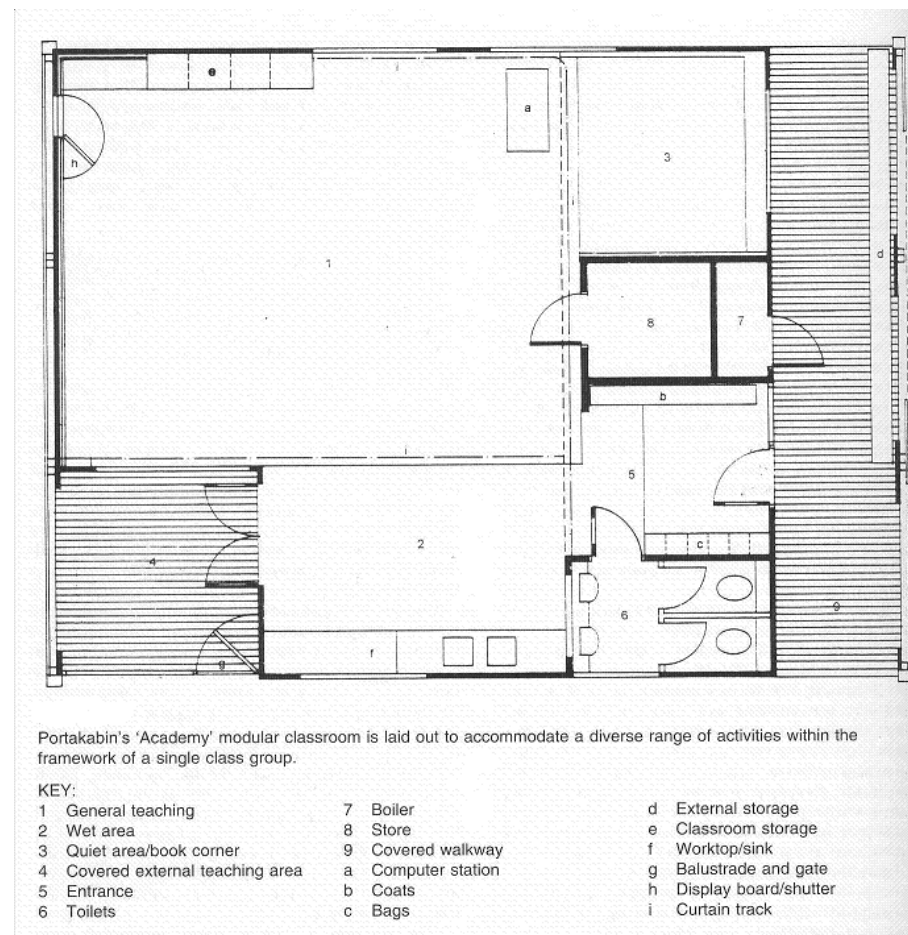 e
a
h
3
i
1
d
8
7
b
i
5
2
c
4
6
9
f
g
Portakabin's 'Academy' modular classroom is laid out to accommodate a diverse range of activities within the
framework of a single class group.
KEY:
1 General teaching
2 Wet area
3 Quiet area/book corner
4 Covered external teaching area
5 Entrance
6 Toilets
7 Boiler
8 Store
9 Covered walkway
a Computer station
b Coats
c Bags
d External storage
e Classroom storage
f Worktop/sink
g Balustrade and gate
h Display board/shutter
i Curtain track